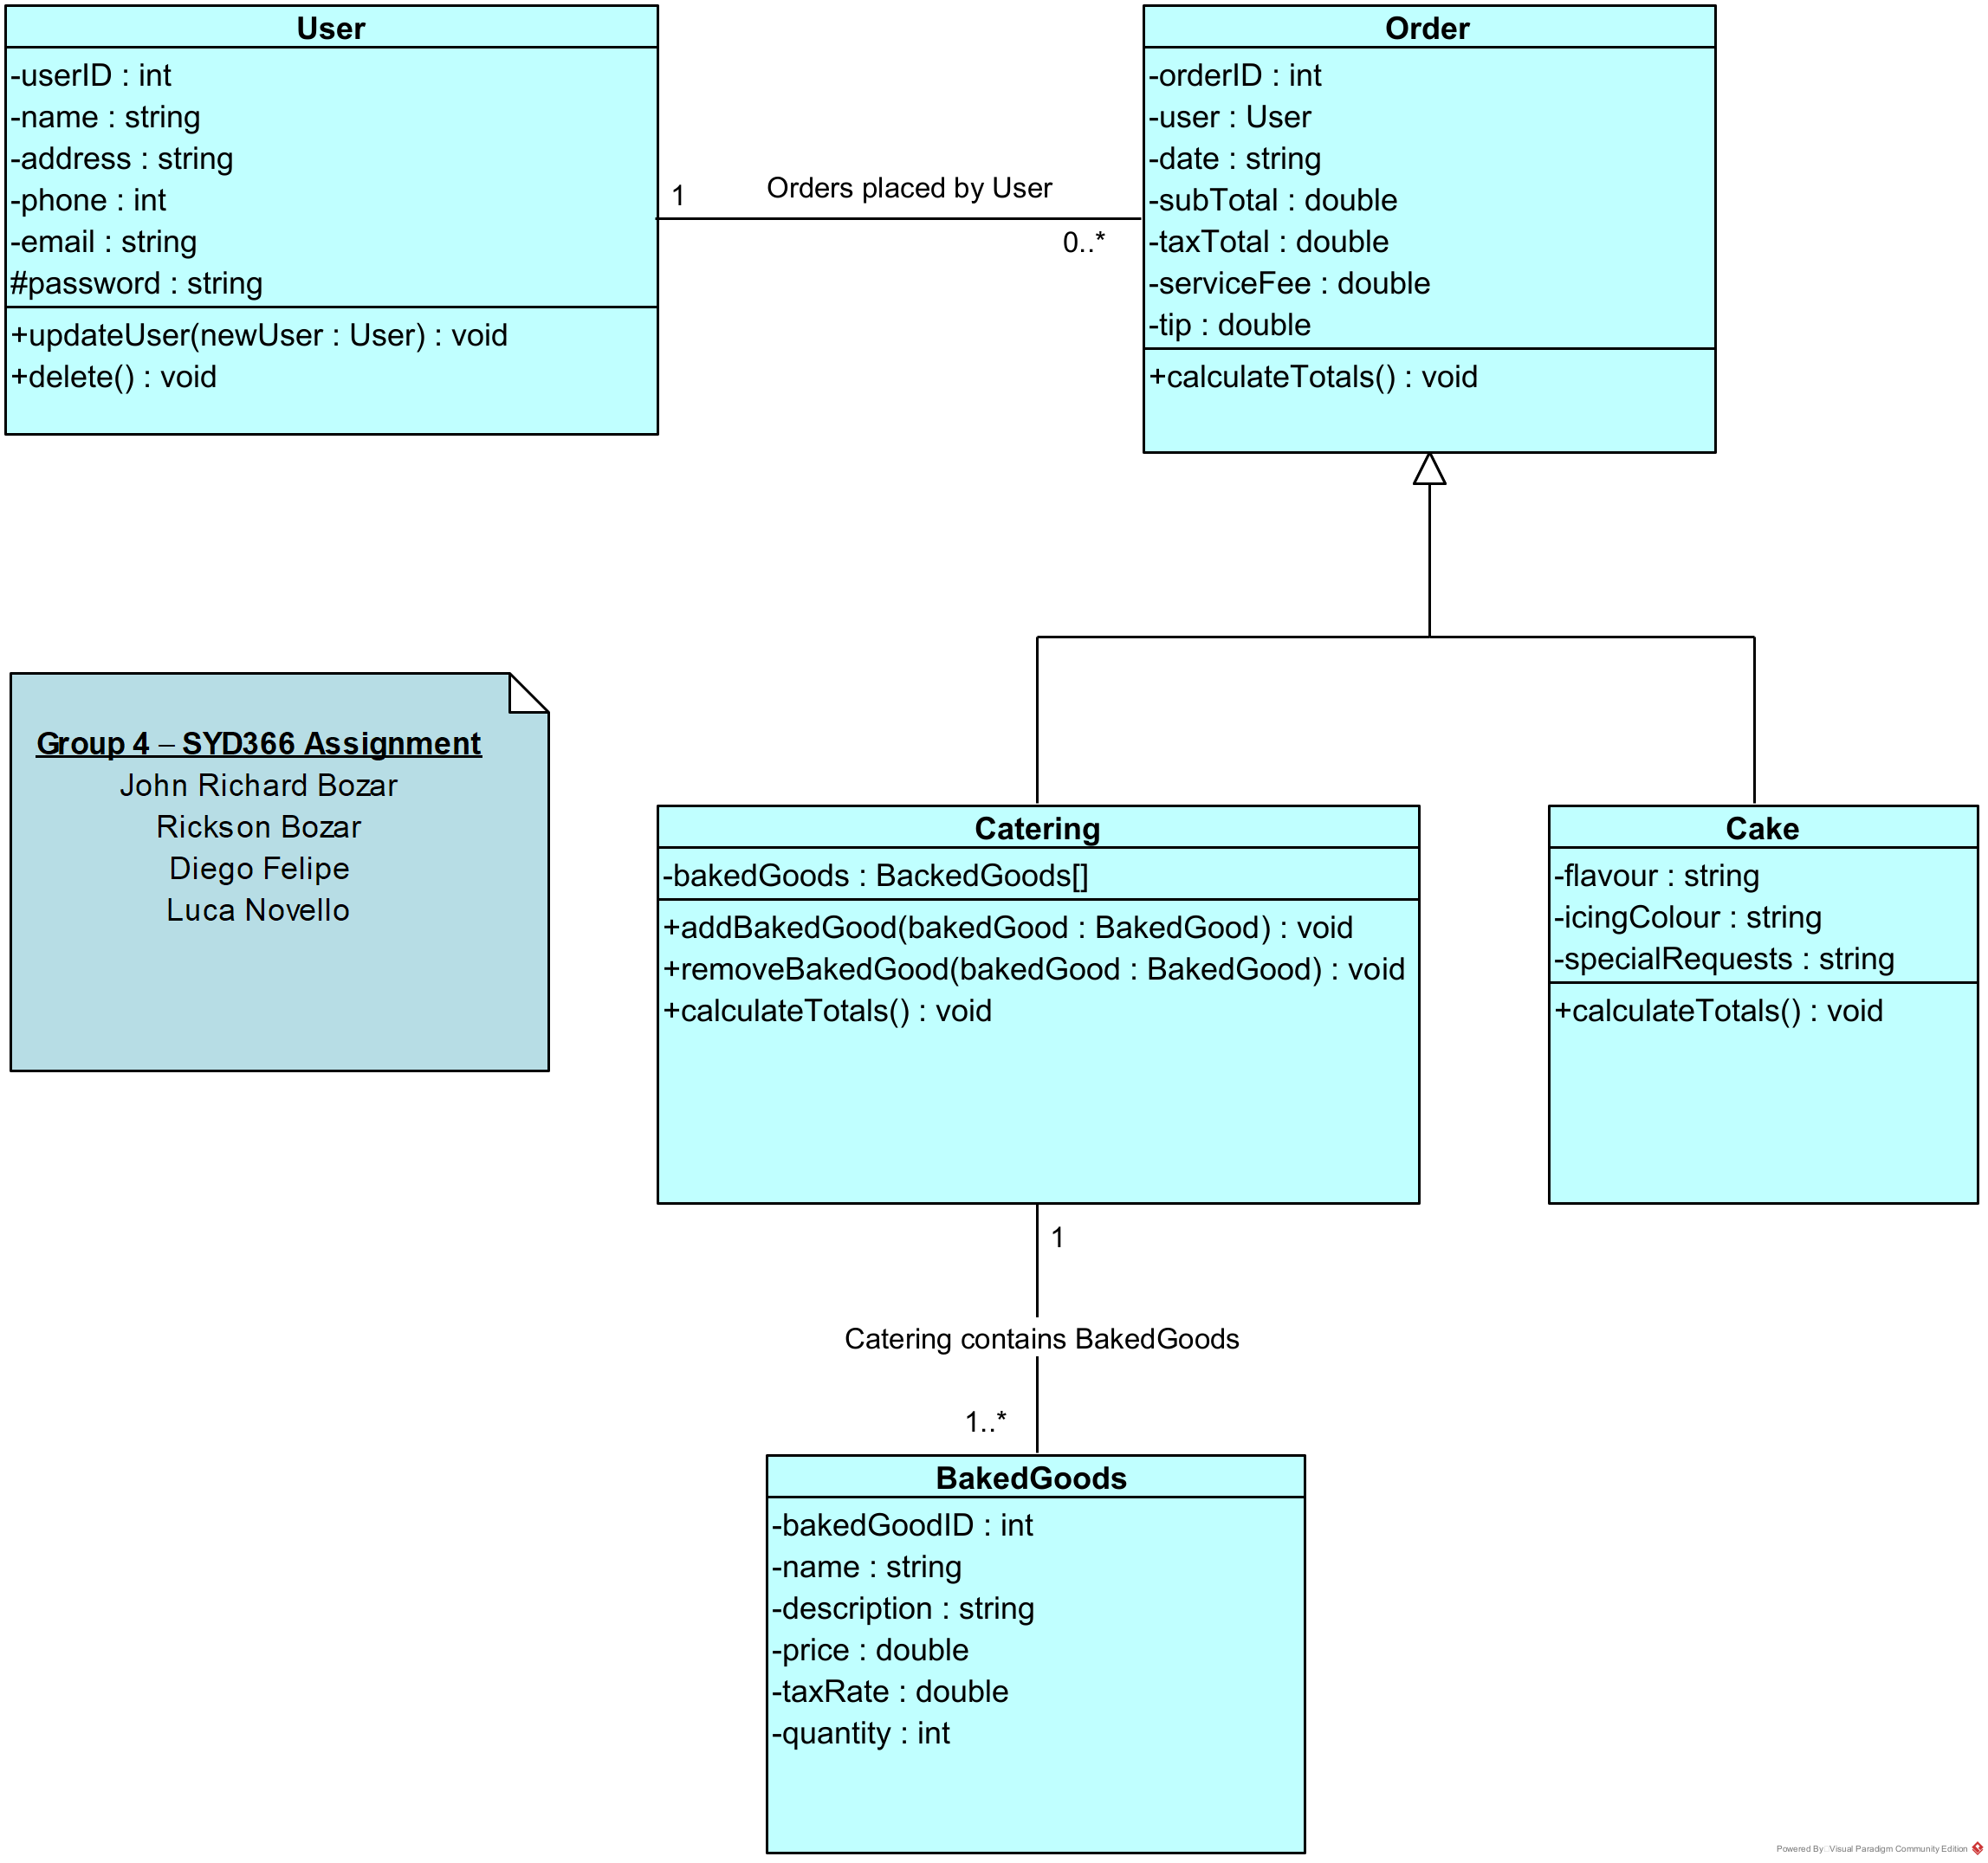 User
-userID : int
-name : string
-address : string
-phone : int
-email : string
#password : string
+updateUser(newUser : User) : void
+delete() : void
1
Orders placed by User
0..*
Order
-orderID : int
-user : User
-date : string
-subTotal : double
-taxTotal : double
-serviceFee : double
-tip : double
+calculateTotals() : void
Group 4 – SYD366 Assignment
John Richard Bozar
Rickson Bozar
Diego Felipe
Luca Novello
Catering
-bakedGoods : BackedGoods[]
+addBakedGood(bakedGood : BakedGood) : void
+removeBakedGood(bakedGood : BakedGood) : void
+calculateTotals() : void
Cake
-flavour : string
-icingColour : string
-specialRequests : string
+calculateTotals() : void
1
Catering contains BakedGoods
1..*
BakedGoods
-bakedGoodID : int
-name : string
-description : string
-price : double
-taxRate : double
-quantity : int
Powered By Visual Paradigm Community Edition